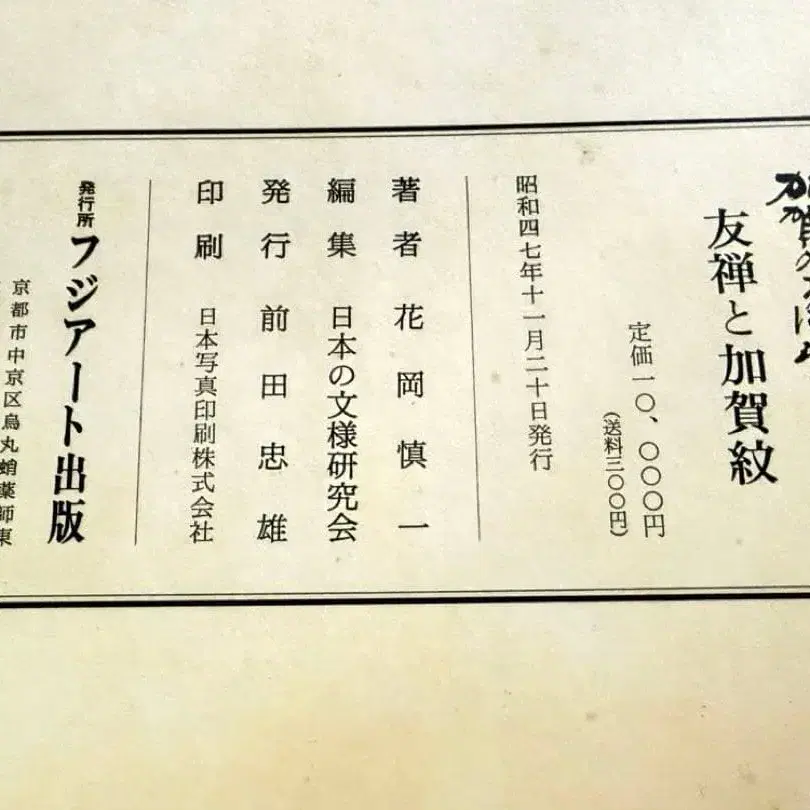 友禅と加賀紋
定価一〇、〇〇〇円
(送料三〇〇円)
昭和四七年十一月二十日発行
著者 花岡慎一
編集 日本の文様研究会
発行 前田忠雄
印刷 日本写真印刷株式会社
発行所 フジアート出版
京都市中京区烏丸蛸薬師東